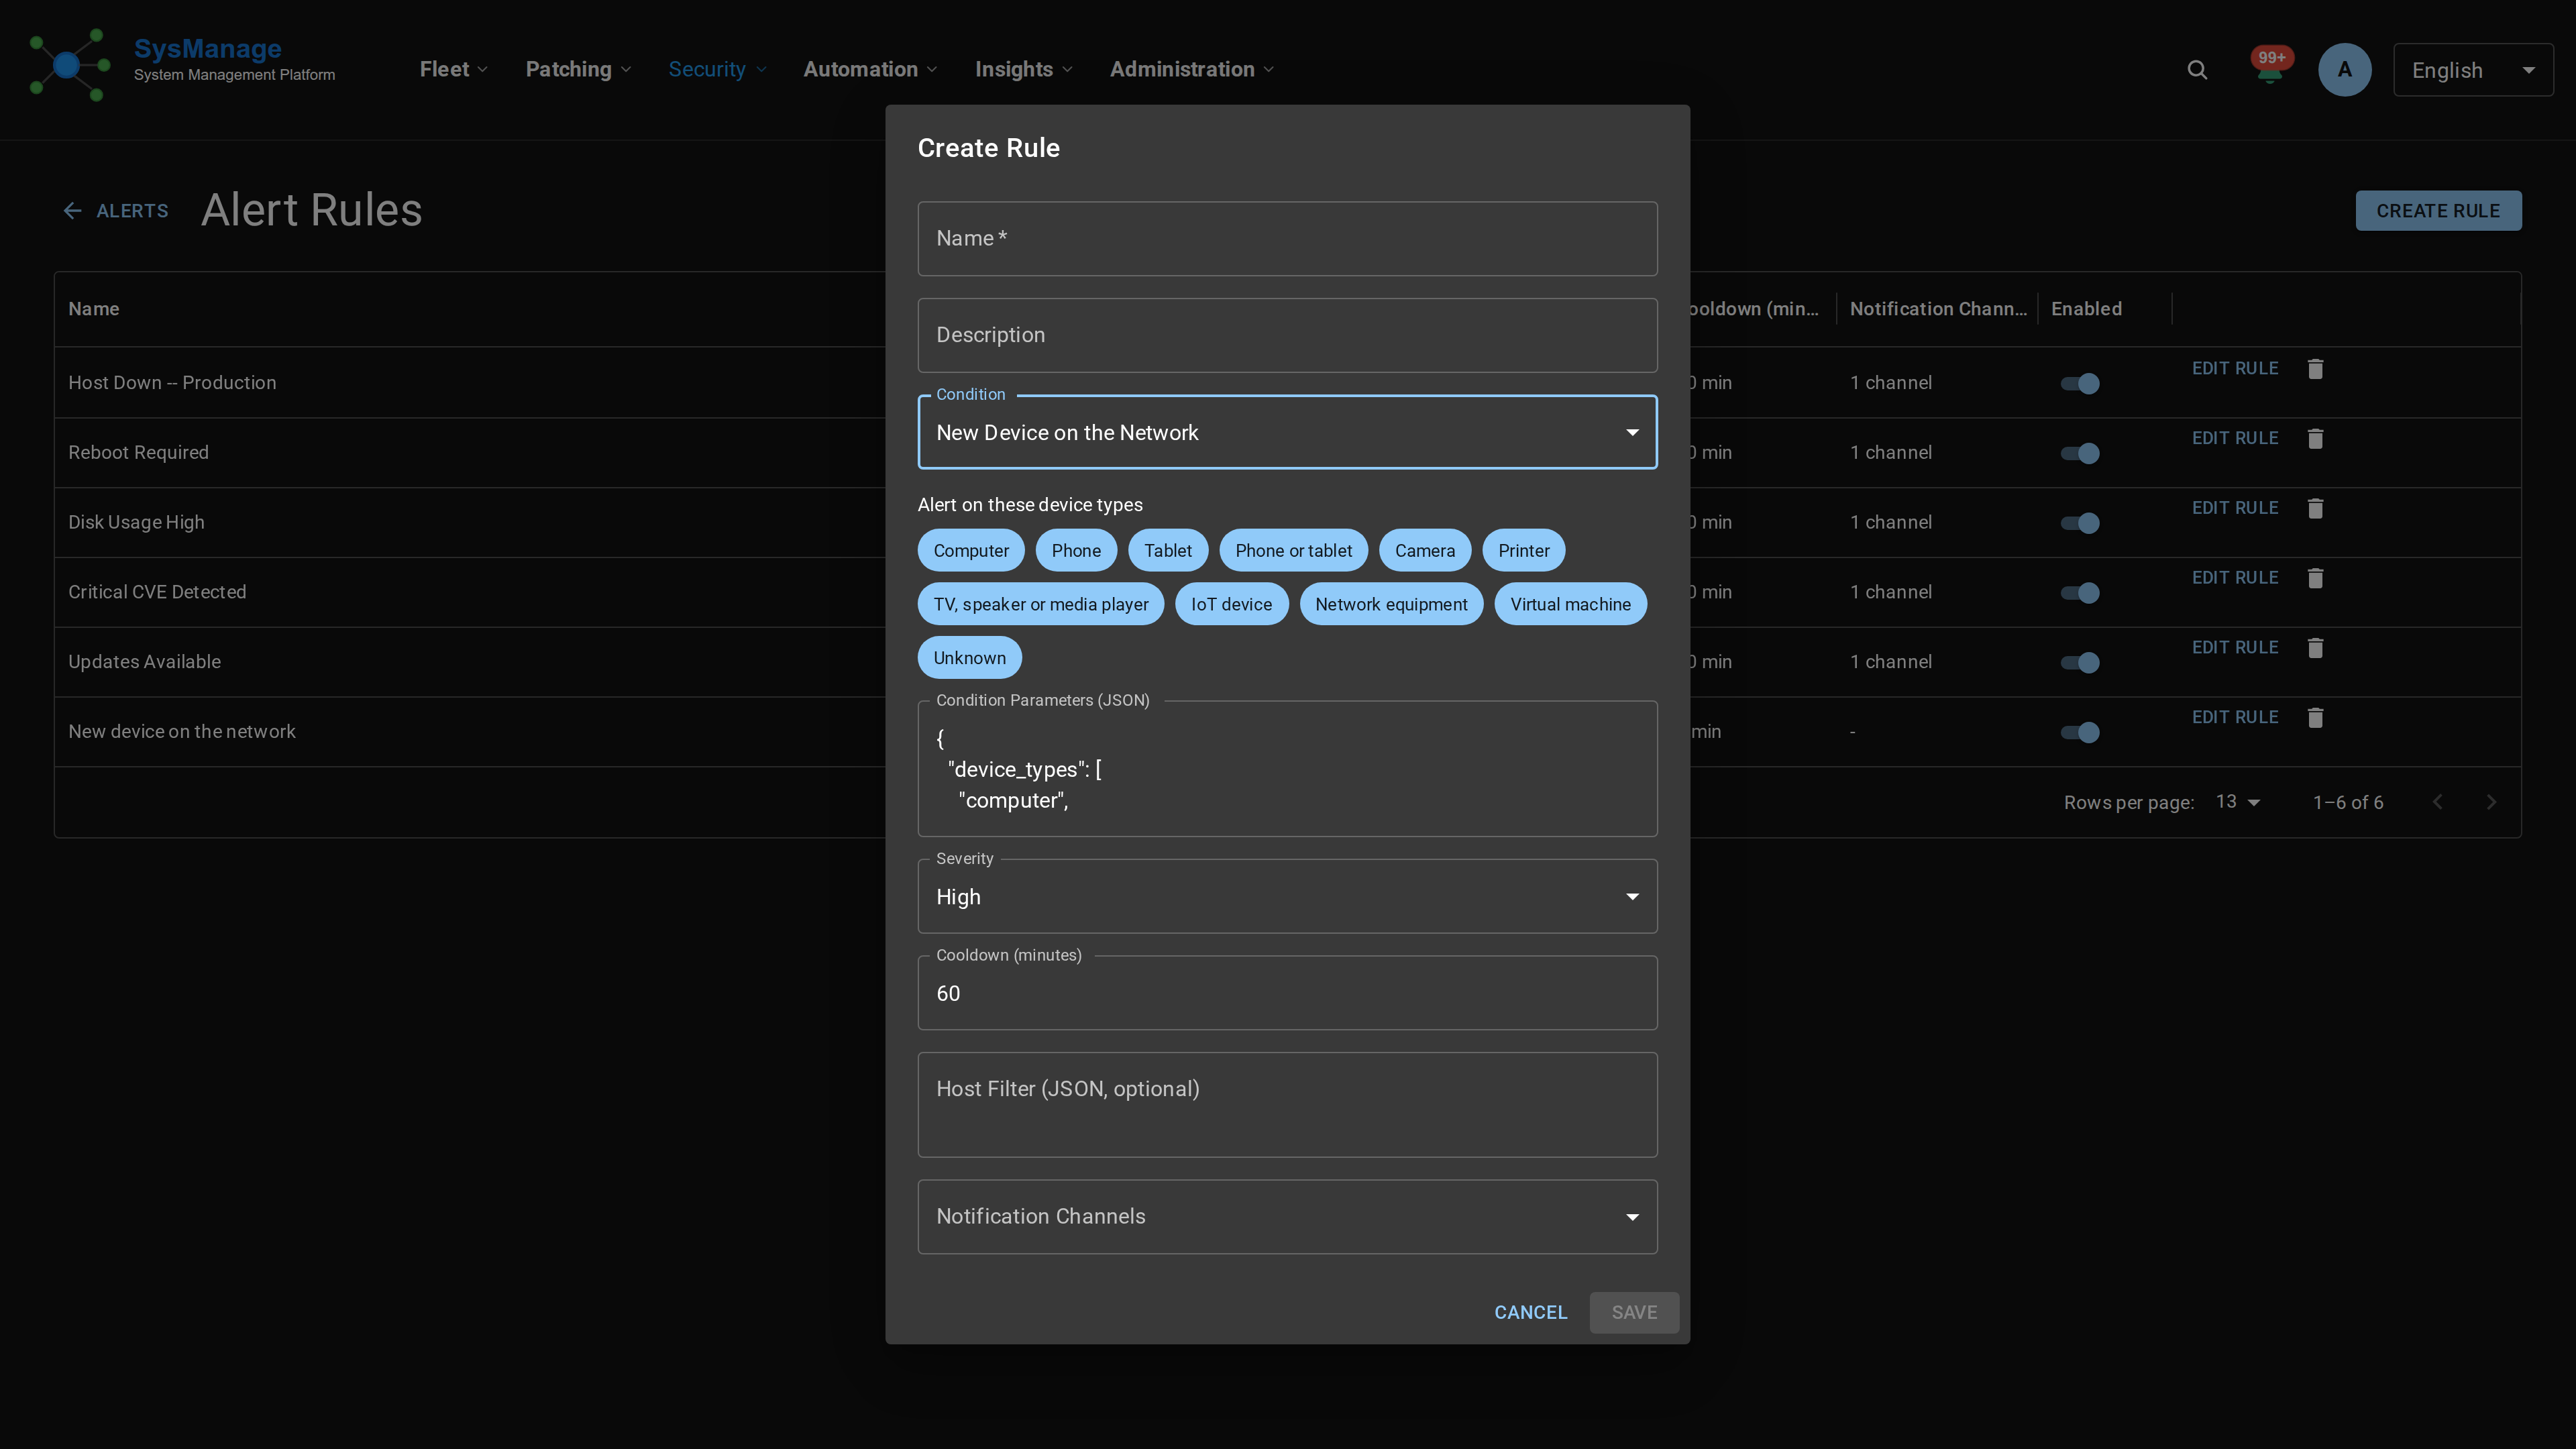 SysManage
System Management Platform
Fleet
Patching
Security
Automation
Insights
Administration
99+
A
English
ALERTS
Alert Rules
CREATE RULE
Name
ooldown (min...
Notification Chann...
Enabled
Host Down -- Production
0 min
1 channel
EDIT RULE
Reboot Required
0 min
1 channel
EDIT RULE
Disk Usage High
0 min
1 channel
EDIT RULE
Critical CVE Detected
0 min
1 channel
EDIT RULE
Updates Available
0 min
1 channel
EDIT RULE
New device on the network
min
-
EDIT RULE
Rows per page:
13
1–6 of 6
Create Rule
Name *
Description
Condition
New Device on the Network
Alert on these device types
Computer
Phone
Tablet
Phone or tablet
Camera
Printer
TV, speaker or media player
IoT device
Network equipment
Virtual machine
Unknown
Condition Parameters (JSON)
{
"device_types": [
"computer",
Severity
High
Cooldown (minutes)
60
Host Filter (JSON, optional)
Notification Channels
CANCEL
SAVE